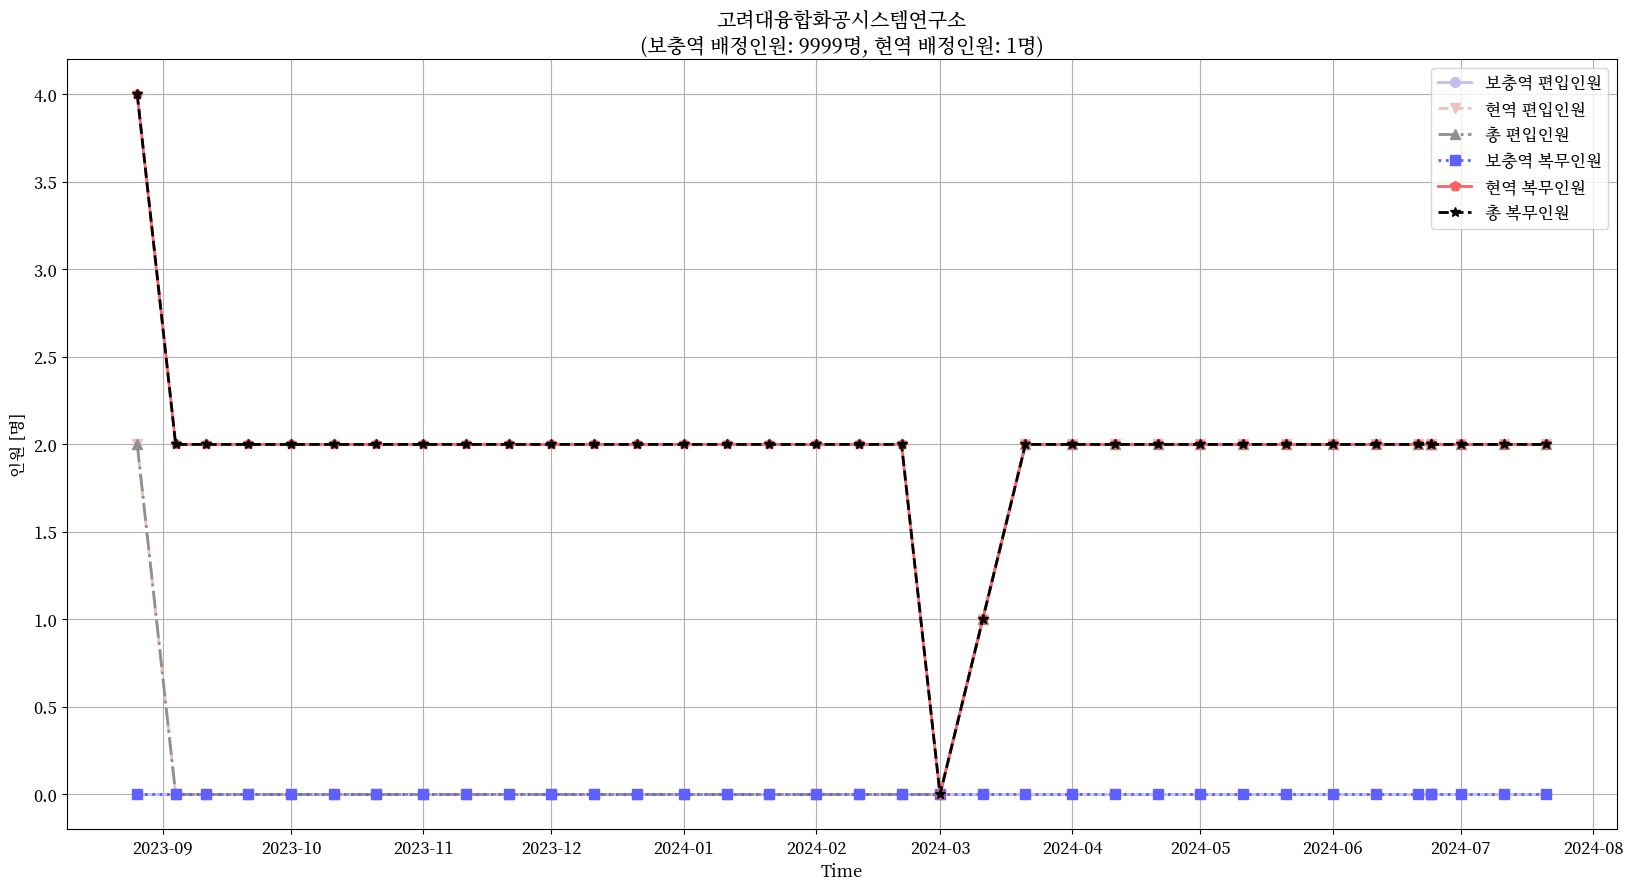 고려대융합화공시스템연구소
(보충역 배정인원: 9999명, 현역 배정인원: 1명)
보충역 편입인원
현역 편입인원
총 편입인원
보충역 복무인원
현역 복무인원
총 복무인원
인원 [명]
4.0
3.5
3.0
2.5
2.0
1.5
1.0
0.5
0.0
2023-09
2023-10
2023-11
2023-12
2024-01
2024-02
2024-03
2024-04
2024-05
2024-06
2024-07
2024-08
Time